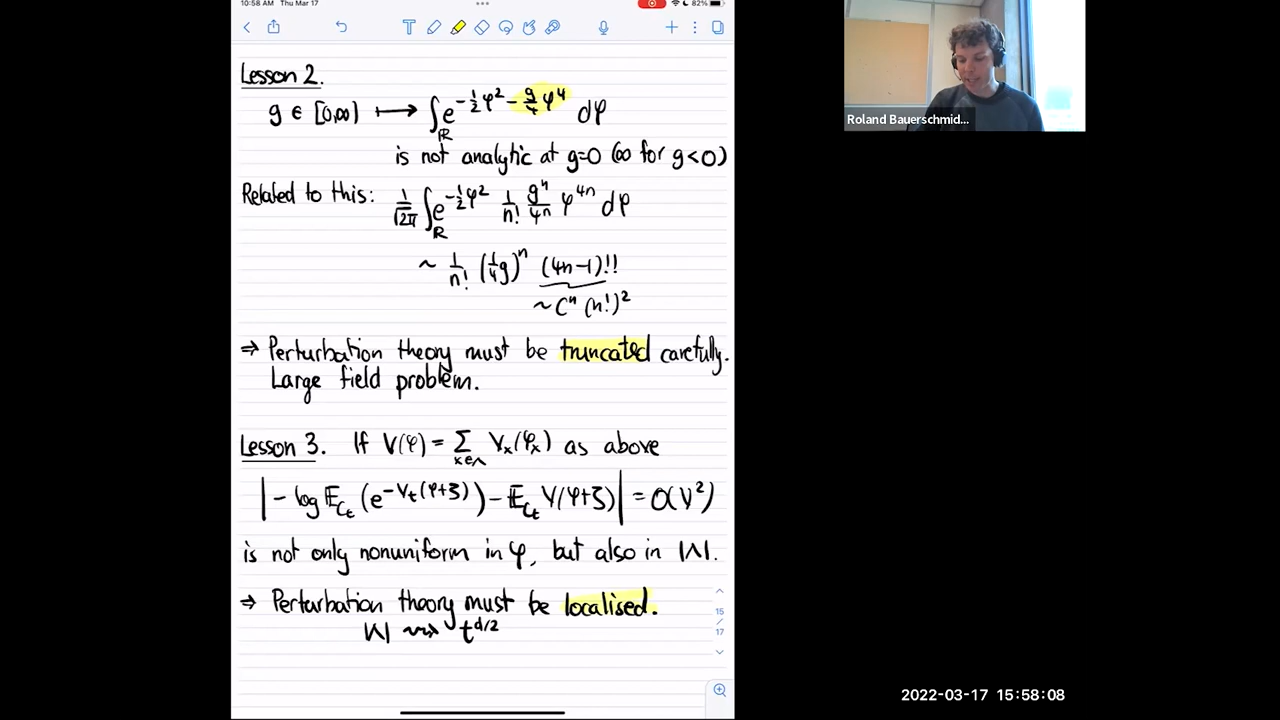 10:58 AM Thu Mar 17
82%
Lesson 2.
g ∈ [0,∞) ⟼ ∫_ℝ e^{-½φ² - g/4 φ⁴} dφ
is not analytic at g=0 (∞ for g<0)
Related to this: 1/√2π ∫_ℝ e^{-½φ²} 1/n! gⁿ/4ⁿ φ^{4n} dφ
~ 1/n! (¼g)ⁿ (4n-1)!!
~ Cⁿ (n!)²
⇒ Perturbation theory must be truncated carefully.
Large field problem.
Lesson 3. If V(φ) = Σ_{x∈Λ} V_x(φ_x) as above
|- log 𝔼_{C_t} (e^{-V_t(φ+ζ)}) - 𝔼_{C_t} V(φ+ζ)| = O(V²)
is not only nonuniform in φ, but also in |Λ|.
⇒ Perturbation theory must be localised.
|Λ| ⇝ t^{d/2}
15
/
17
Roland Bauerschmid...
2022-03-17 15:58:08